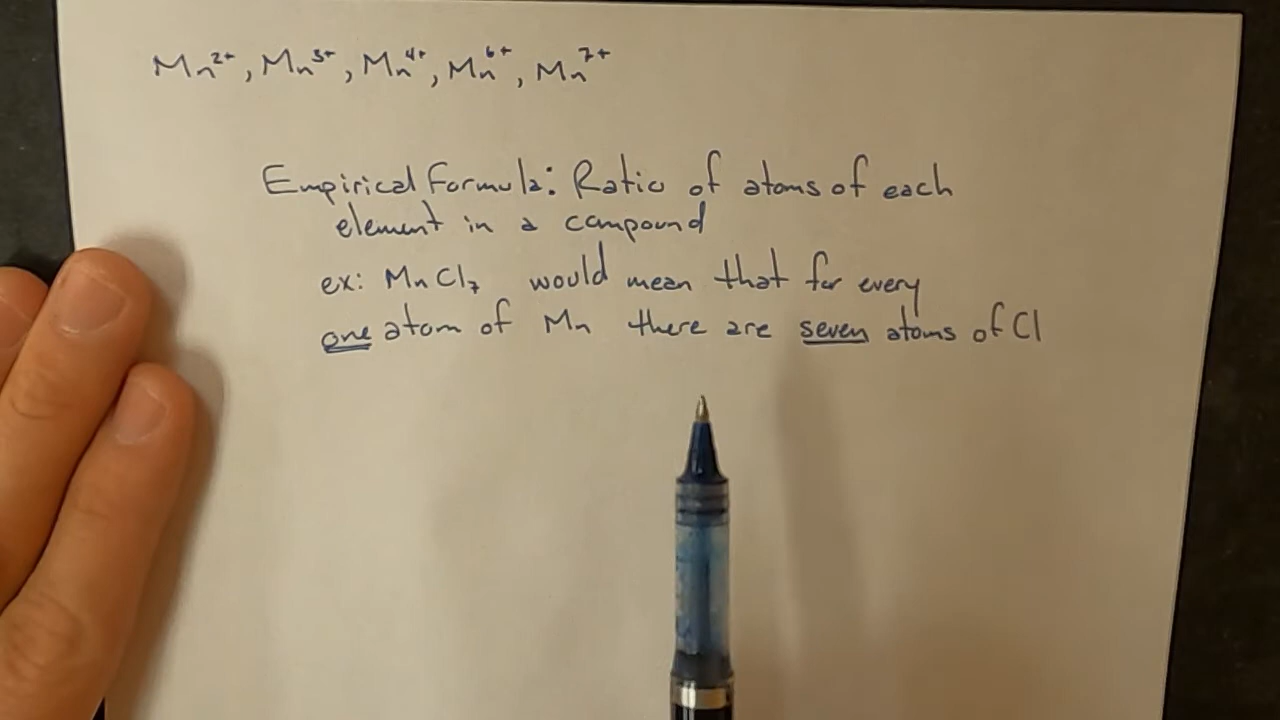 Mn²⁺, Mn³⁺, Mn⁴⁺, Mn⁶⁺, Mn⁷⁺
Empirical Formula: Ratio of atoms of each
element in a compound
ex: MnCl₇ would mean that for every
one atom of Mn there are seven atoms of Cl